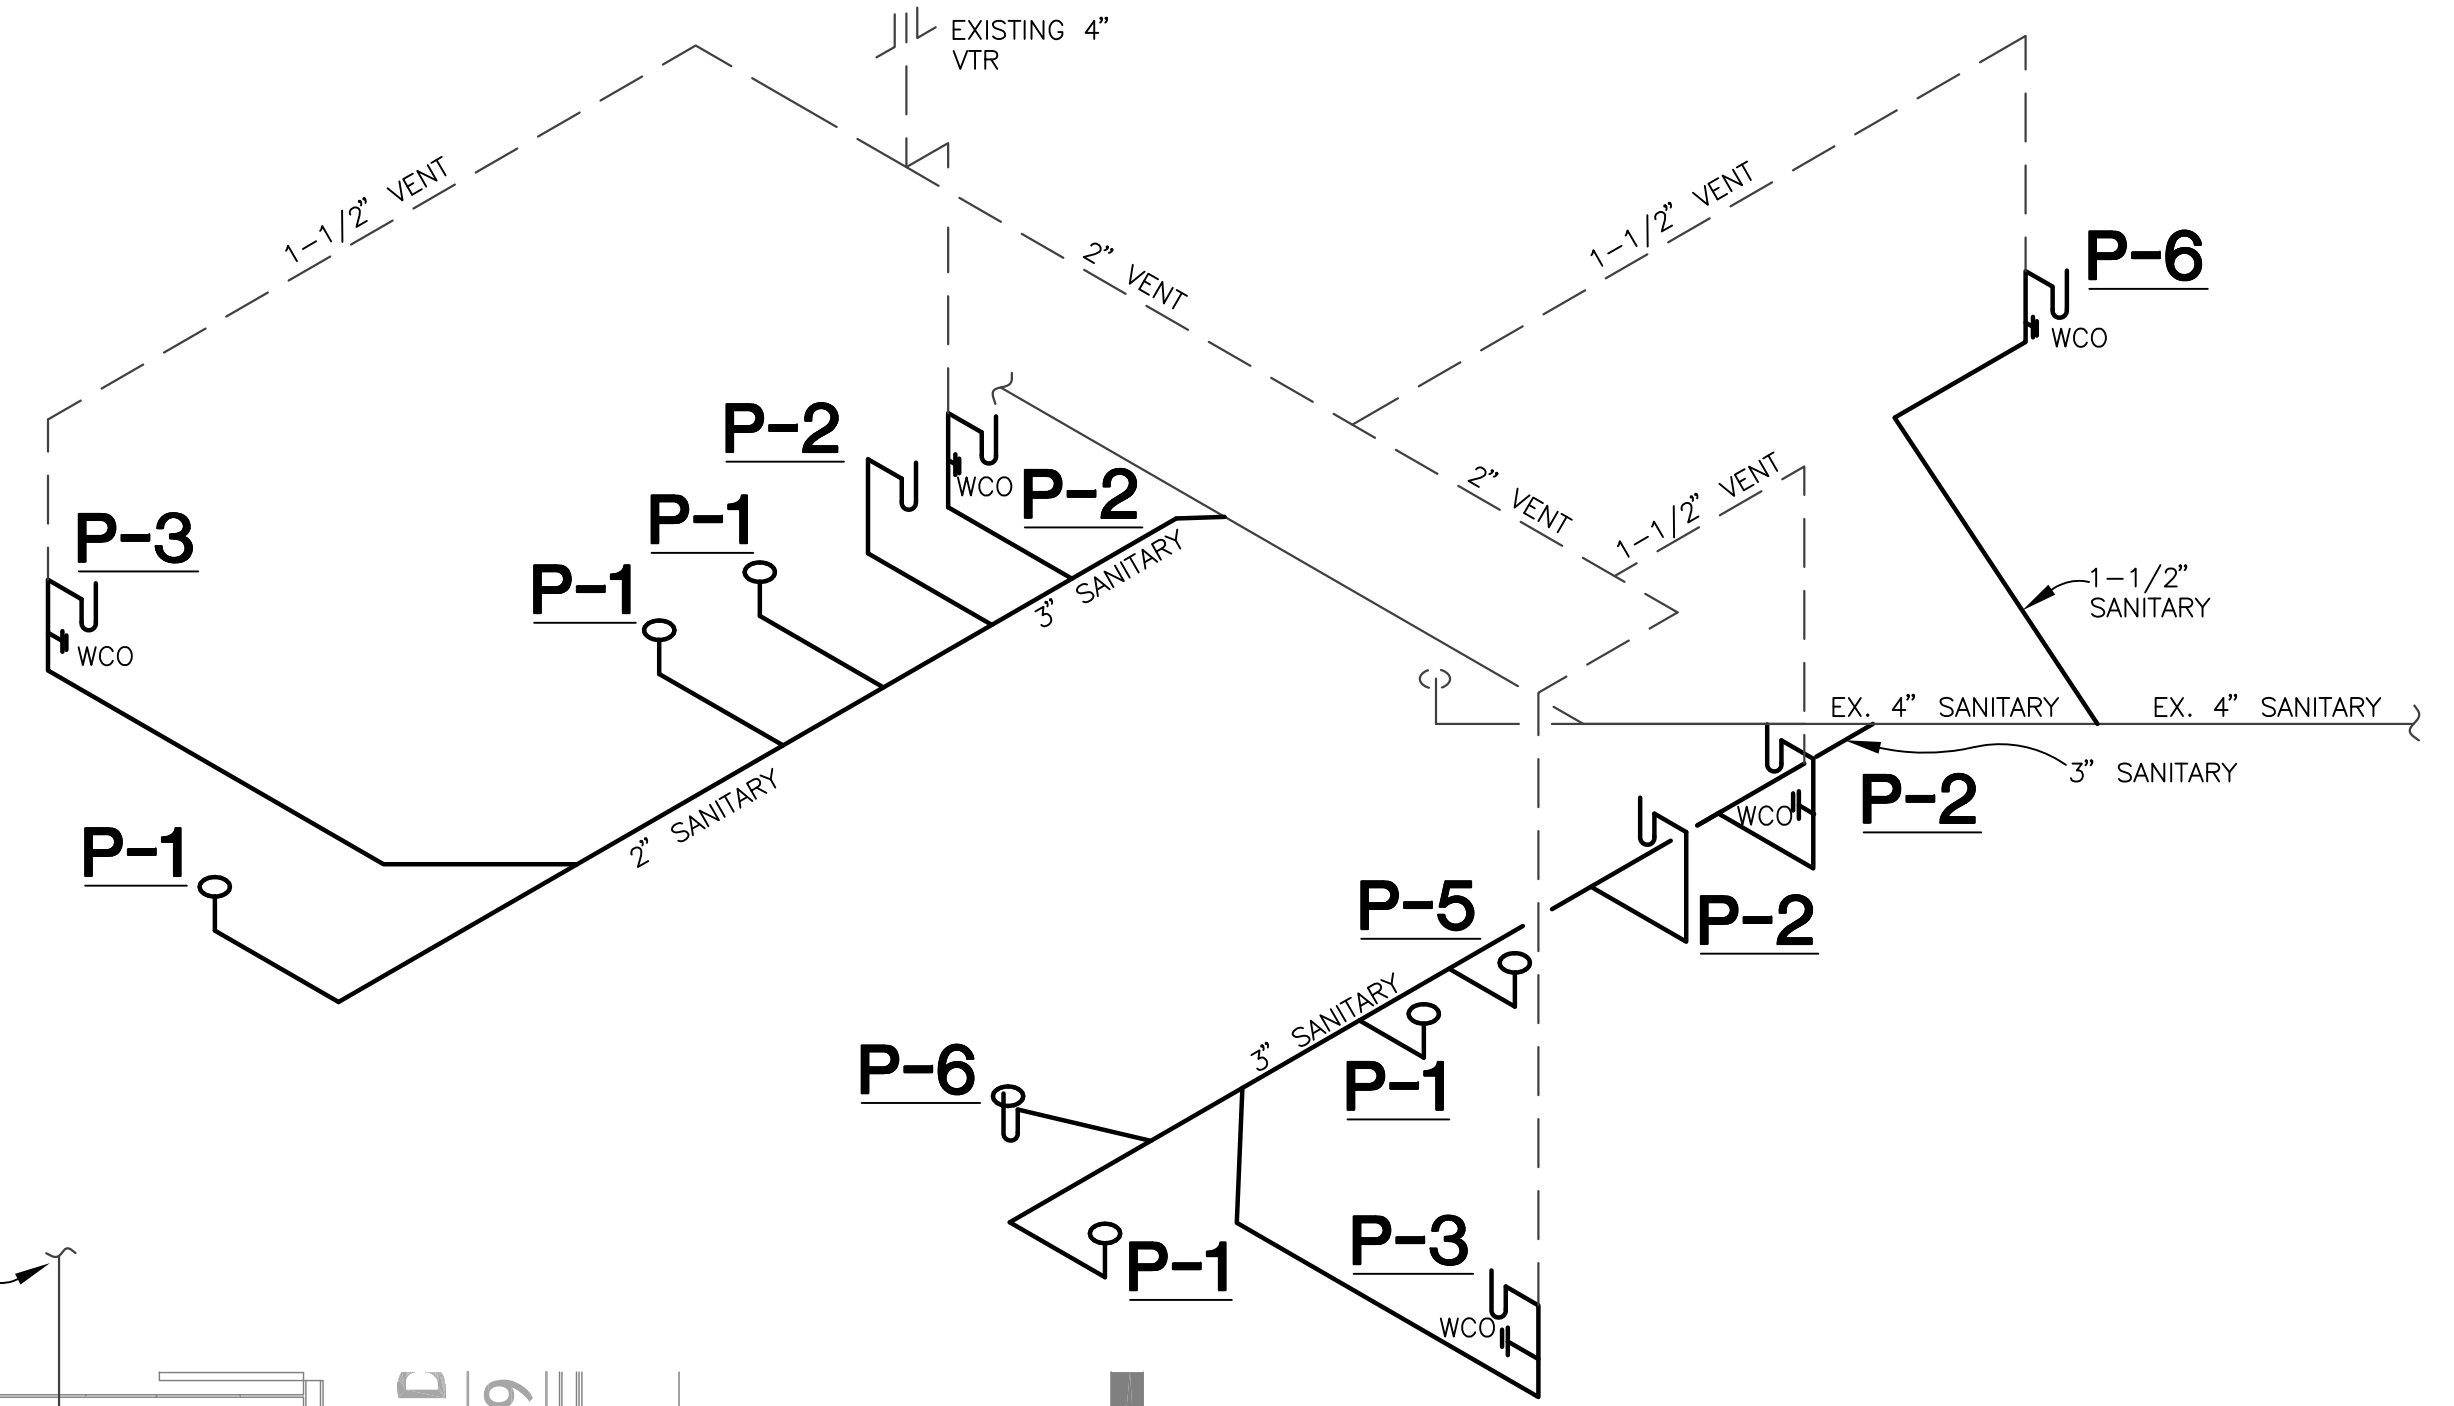 EXISTING 4"
VTR
1-1/2" VENT
1-1/2" VENT
2" VENT
P-6
WCO
P-2
WCO
P-2
2" VENT
1-1/2" VENT
P-1
P-3
P-1
3" SANITARY
1-1/2"
SANITARY
WCO
EX. 4" SANITARY
EX. 4" SANITARY
3" SANITARY
P-2
WCO
2" SANITARY
P-1
P-5
P-2
3" SANITARY
P-6
P-1
P-3
P-1
WCO
D
9